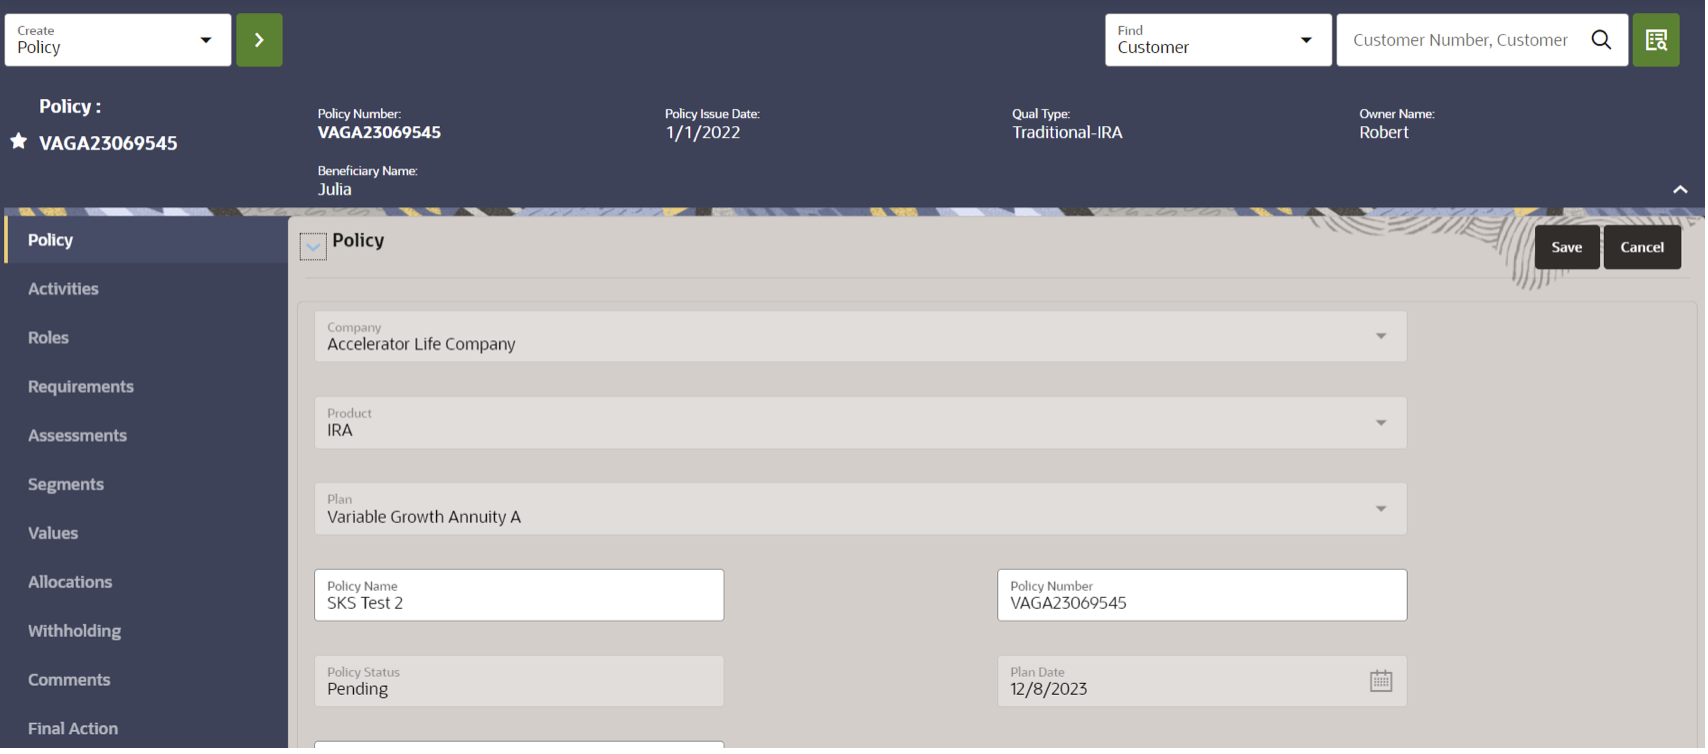 Create
Policy
Find
Customer
Customer Number, Customer
Policy :
VAGA23069545
Policy Number:
VAGA23069545
Policy Issue Date:
1/1/2022
Qual Type:
Traditional-IRA
Owner Name:
Robert
Beneficiary Name:
Julia
Policy
Activities
Roles
Requirements
Assessments
Segments
Values
Allocations
Withholding
Comments
Final Action
Policy
Save
Cancel
Company
Accelerator Life Company
Product
IRA
Plan
Variable Growth Annuity A
Policy Name
SKS Test 2
Policy Number
VAGA23069545
Policy Status
Pending
Plan Date
12/8/2023